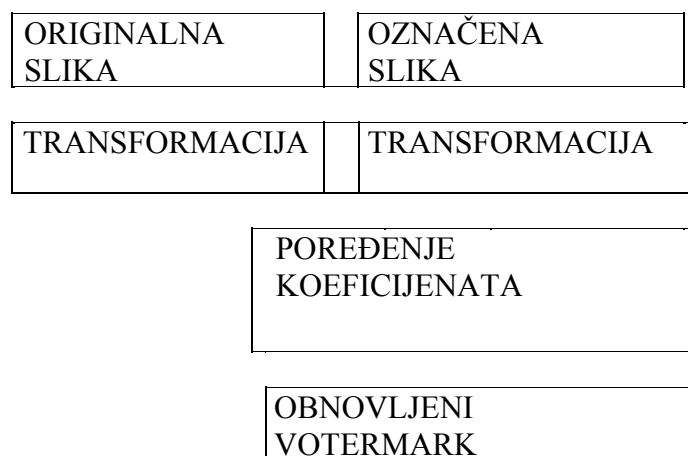 ORIGINALNA
SLIKA
OZNAČENA
SLIKA
TRANSFORMACIJA
TRANSFORMACIJA
POREĐENJE
KOEFICIJENATA
OBNOVLJENI
VOTERMARK